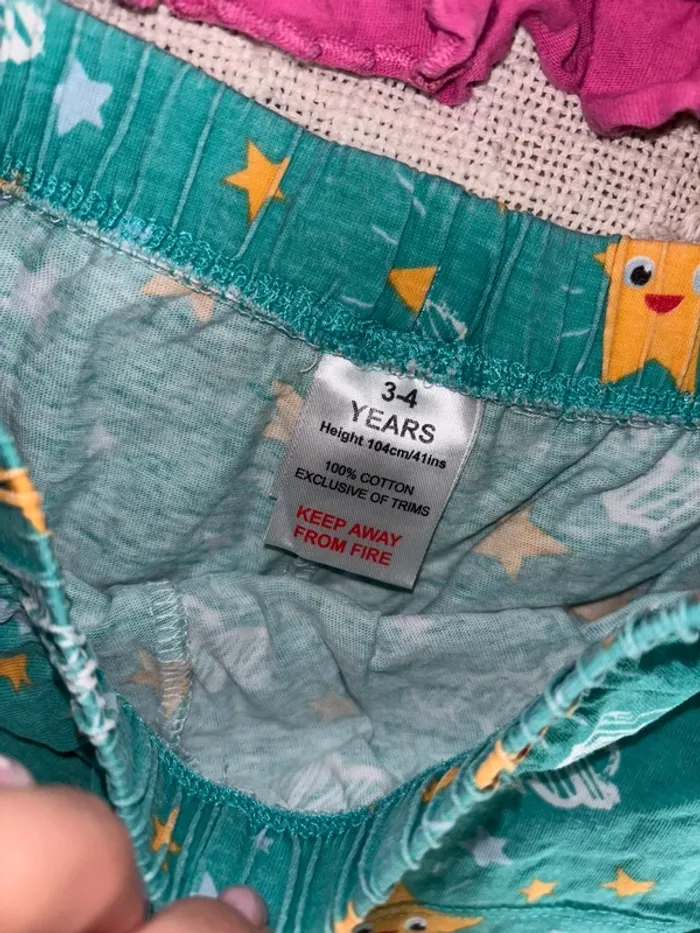 3-4
YEARS
Height 104cm/41ins
100% COTTON
EXCLUSIVE OF TRIMS
KEEP AWAY
FROM FIRE